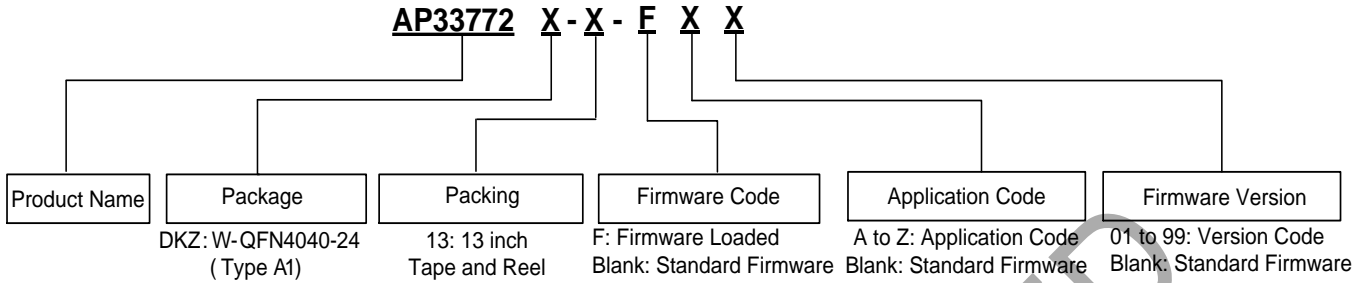 AP33772 X - X - F X X
Product Name
Package
Packing
Firmware Code
Application Code
Firmware Version
DKZ: W-QFN4040-24
( Type A1)
13: 13 inch
Tape and Reel
F: Firmware Loaded
Blank: Standard Firmware
A to Z: Application Code
Blank: Standard Firmware
01 to 99: Version Code
Blank: Standard Firmware